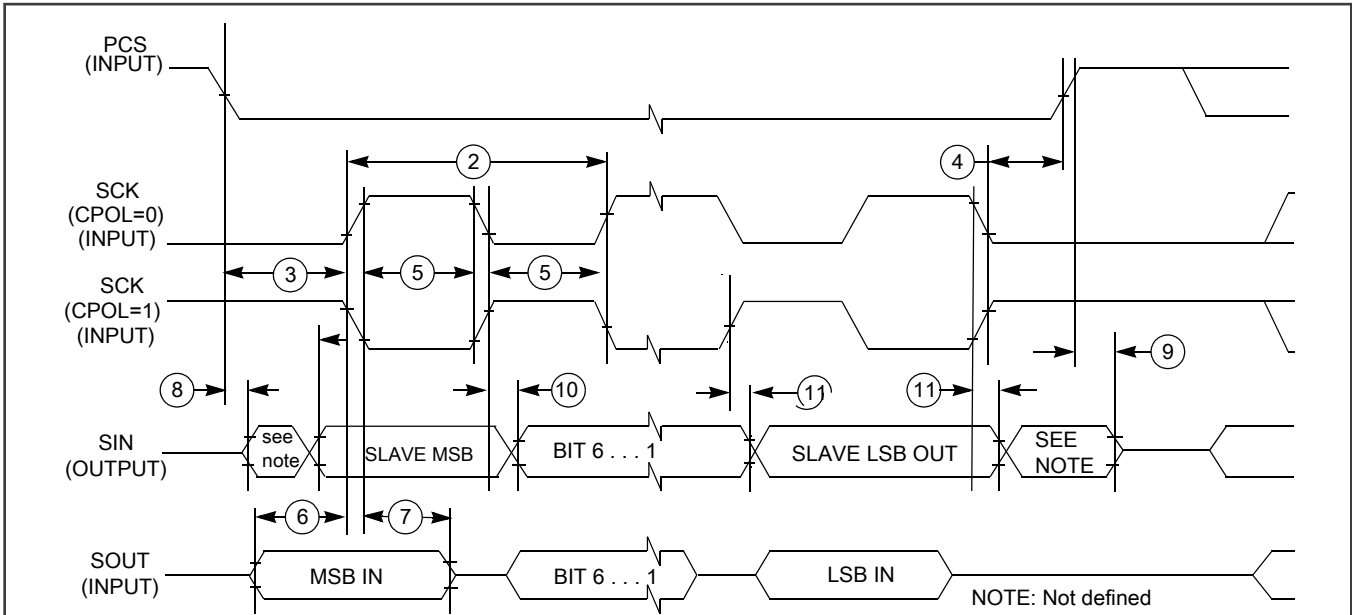 PCS
(INPUT)
2
4
SCK
(CPOL=0)
(INPUT)
3
5
5
SCK
(CPOL=1)
(INPUT)
8
10
11
11
9
SIN
(OUTPUT)
see
note
SLAVE MSB
BIT 6 . . . 1
SLAVE LSB OUT
SEE
NOTE
6
7
SOUT
(INPUT)
MSB IN
BIT 6 . . . 1
LSB IN
NOTE: Not defined